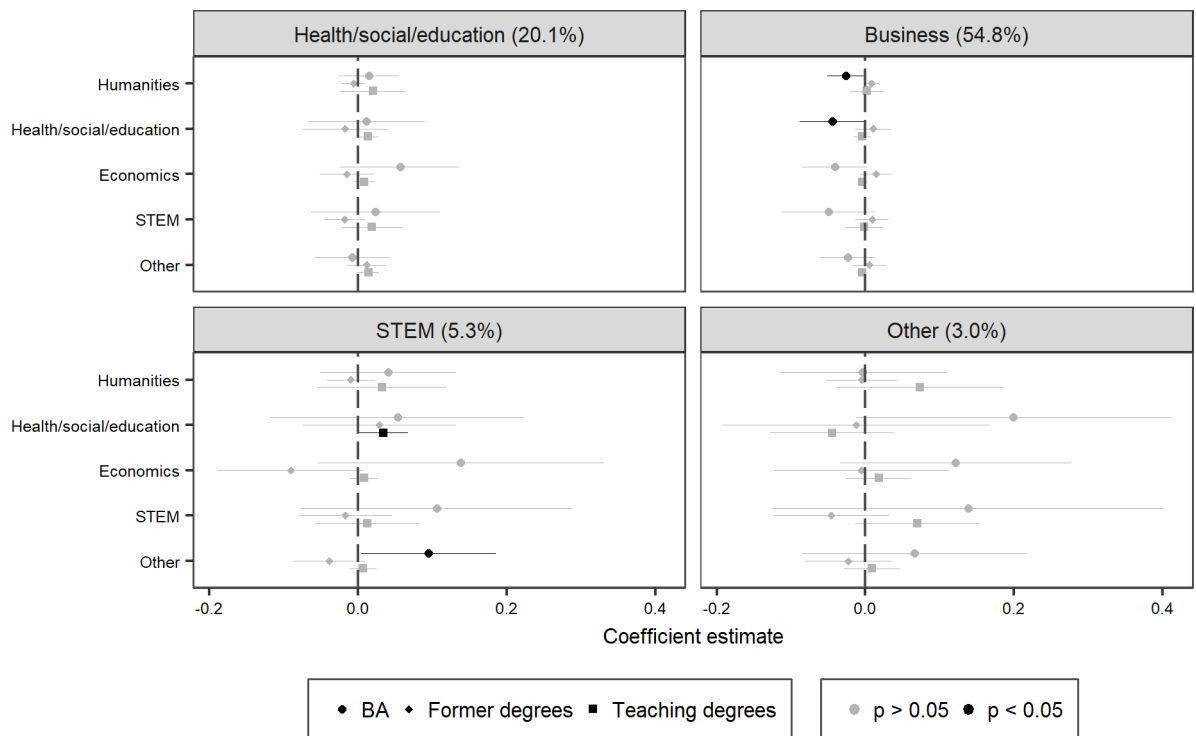 Health/social/education (20.1%)
Business (54.8%)
Humanities
Health/social/education
Economics
STEM
Other
STEM (5.3%)
Other (3.0%)
Humanities
Health/social/education
Economics
STEM
Other
-0.2 0.0 0.2 0.4
-0.2 0.0 0.2 0.4
Coefficient estimate
BA Former degrees Teaching degrees
p > 0.05 p < 0.05